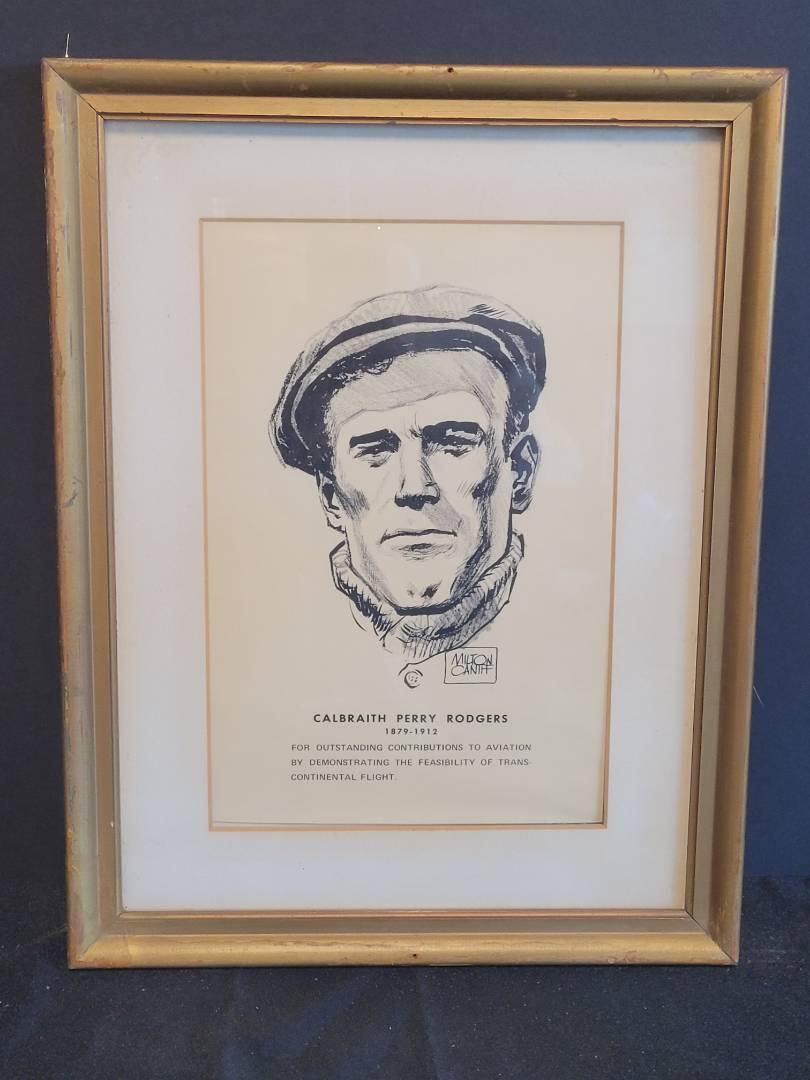 MILTON
CANIFF
CALBRAITH PERRY RODGERS
1879-1912
FOR OUTSTANDING CONTRIBUTIONS TO AVIATION
BY DEMONSTRATING THE FEASIBILITY OF TRANS-
CONTINENTAL FLIGHT.